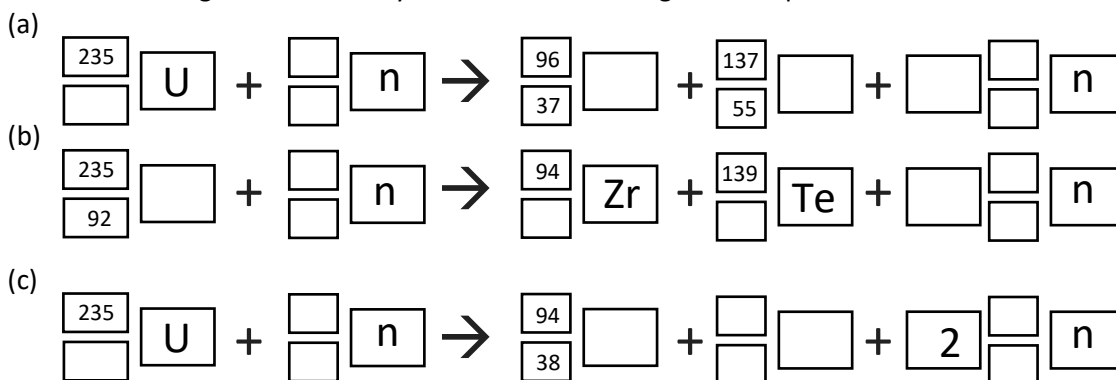 (a)
235 U + n → 96 37 + 137 55 + n
(b)
235 92 + n → 94 Zr + 139 Te + n
(c)
235 U + n → 94 38 + + 2 n